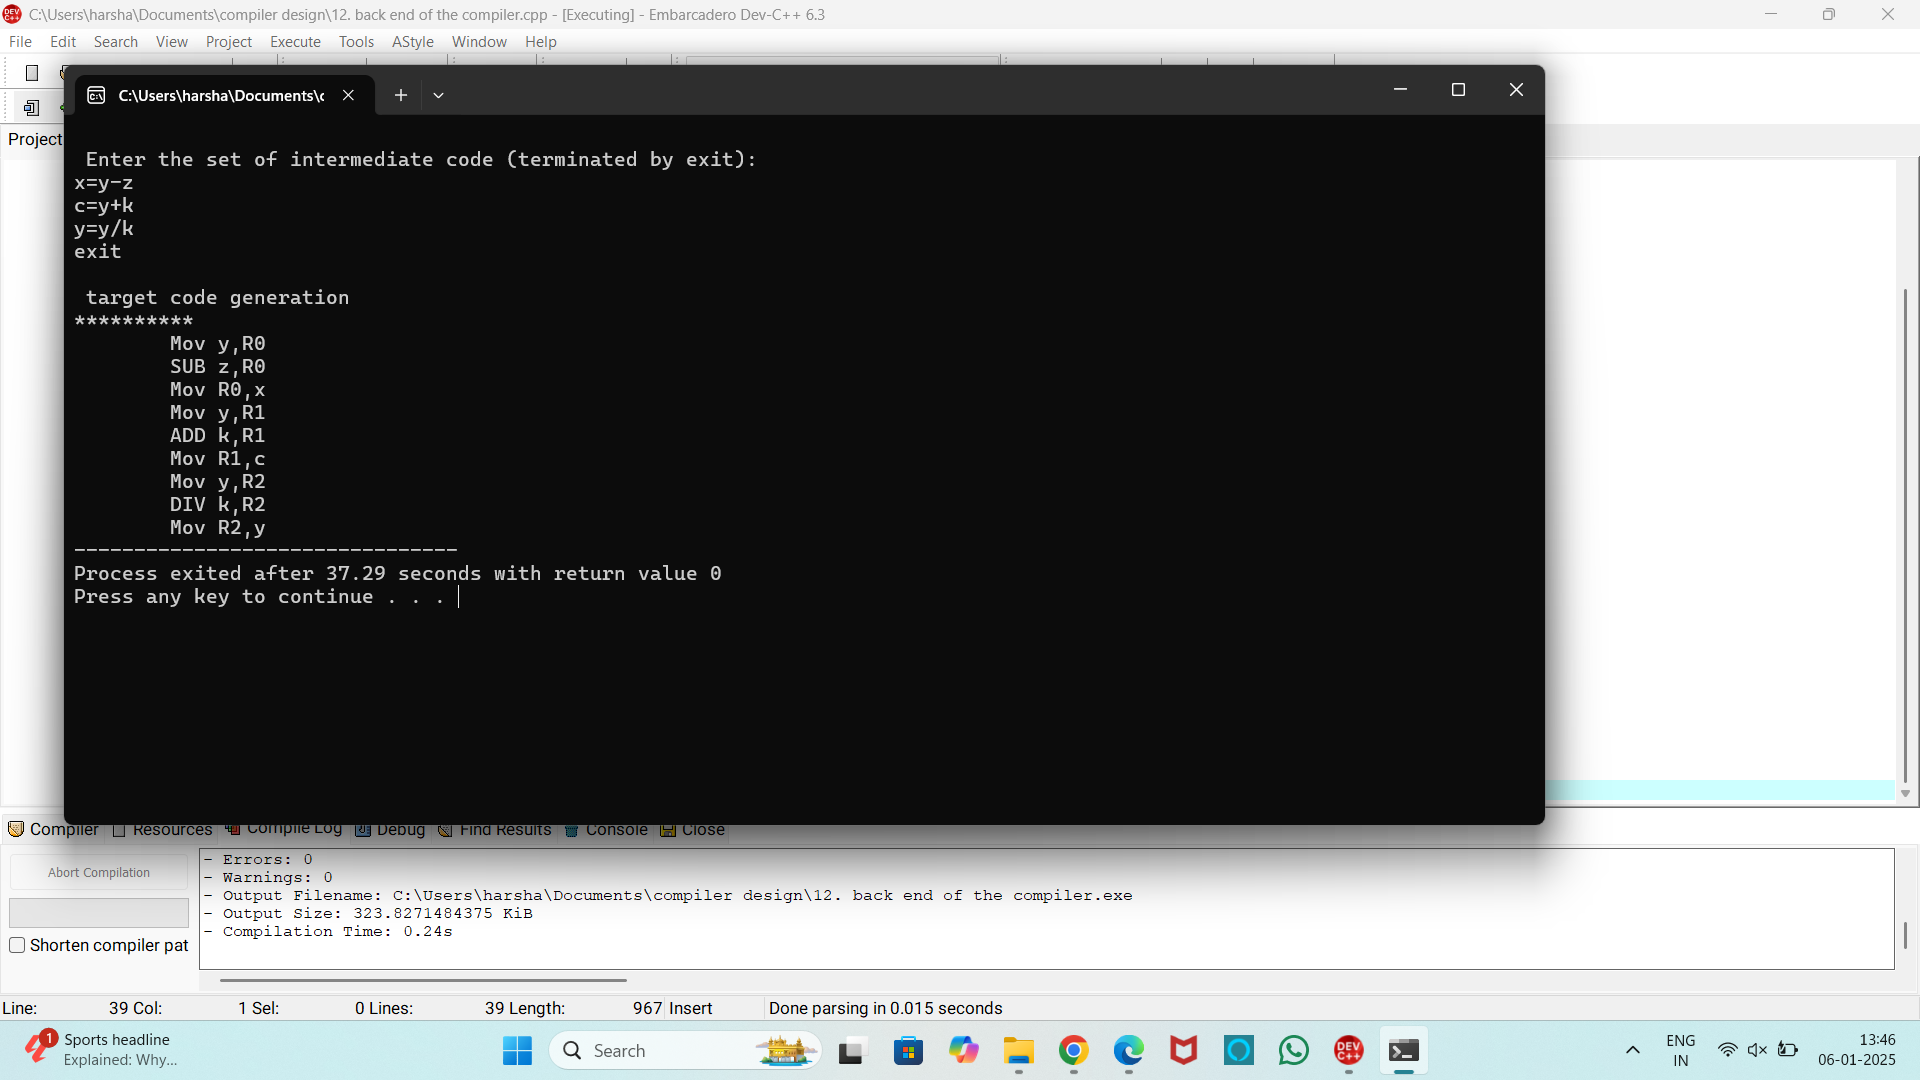 C:\Users\harsha\Documents\compiler design\12. back end of the compiler.cpp - [Executing] - Embarcadero Dev-C++ 6.3
File Edit Search View Project Execute Tools AStyle Window Help
C:\Users\harsha\Documents\c
Project
Enter the set of intermediate code (terminated by exit):
x=y-z
c=y+k
y=y/k
exit
target code generation
**********
Mov y,R0
SUB z,R0
Mov R0,x
Mov y,R1
ADD k,R1
Mov R1,c
Mov y,R2
DIV k,R2
Mov R2,y
--------------------------------
Process exited after 37.29 seconds with return value 0
Press any key to continue . . .
Compiler Resources Compile Log Debug Find Results Console Close
Abort Compilation
Shorten compiler pat
- Errors: 0
- Warnings: 0
- Output Filename: C:\Users\harsha\Documents\compiler design\12. back end of the compiler.exe
- Output Size: 323.8271484375 KiB
- Compilation Time: 0.24s
Line: 39 Col: 1 Sel: 0 Lines: 39 Length: 967 Insert Done parsing in 0.015 seconds
1
Sports headline
Explained: Why...
Search
DEV C++
ENG
IN
13:46
06-01-2025